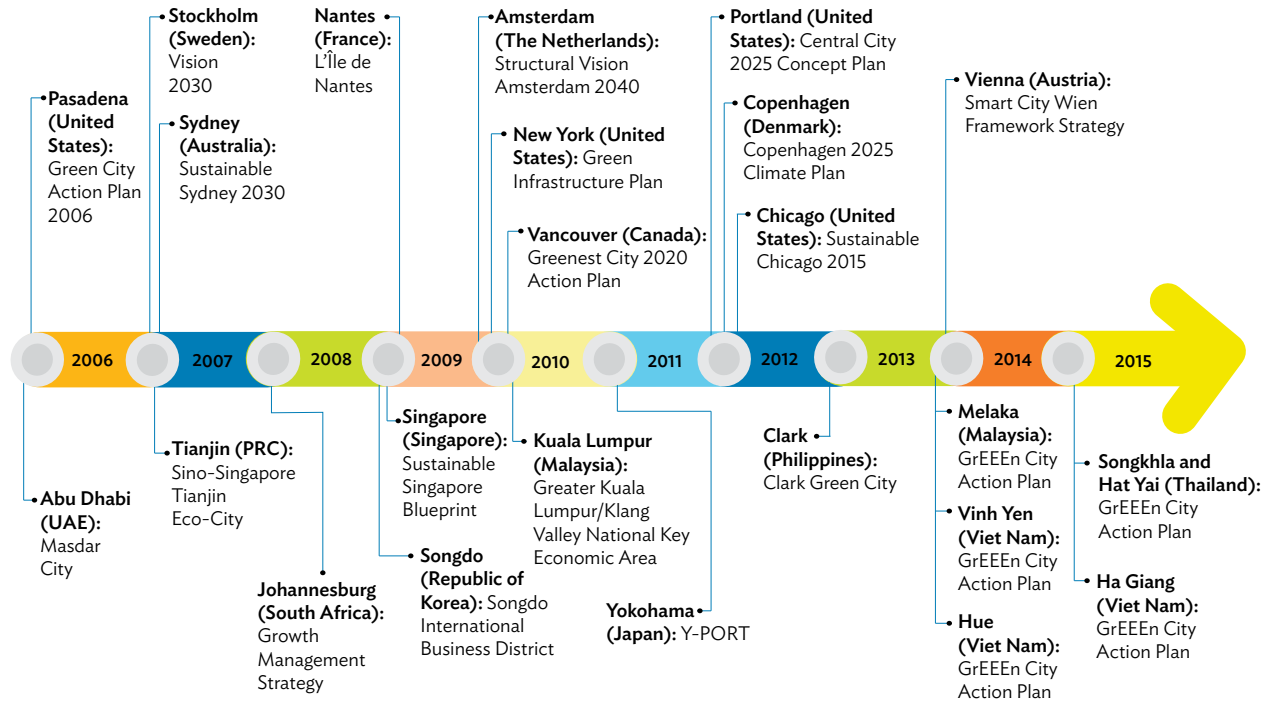 Pasadena
(United
States):
Green City
Action Plan
2006
Stockholm
(Sweden):
Vision
2030
Sydney
(Australia):
Sustainable
Sydney 2030
Nantes
(France):
L’Île de
Nantes
Amsterdam
(The Netherlands):
Structural Vision
Amsterdam 2040
New York (United
States): Green
Infrastructure Plan
Vancouver (Canada):
Greenest City 2020
Action Plan
Portland (United
States): Central City
2025 Concept Plan
Copenhagen
(Denmark):
Copenhagen 2025
Climate Plan
Chicago (United
States): Sustainable
Chicago 2015
Vienna (Austria):
Smart City Wien
Framework Strategy
2006
2007
2008
2009
2010
2011
2012
2013
2014
2015
Abu Dhabi
(UAE):
Masdar
City
Tianjin (PRC):
Sino-Singapore
Tianjin
Eco-City
Johannesburg
(South Africa):
Growth
Management
Strategy
Singapore
(Singapore):
Sustainable
Singapore
Blueprint
Songdo
(Republic of
Korea): Songdo
International
Business District
Kuala Lumpur
(Malaysia):
Greater Kuala
Lumpur/Klang
Valley National Key
Economic Area
Yokohama
(Japan): Y-PORT
Clark
(Philippines):
Clark Green City
Melaka
(Malaysia):
GrEEEn City
Action Plan
Vinh Yen
(Viet Nam):
GrEEEn City
Action Plan
Hue
(Viet Nam):
GrEEEn City
Action Plan
Songkhla and
Hat Yai (Thailand):
GrEEEn City
Action Plan
Ha Giang
(Viet Nam):
GrEEEn City
Action Plan